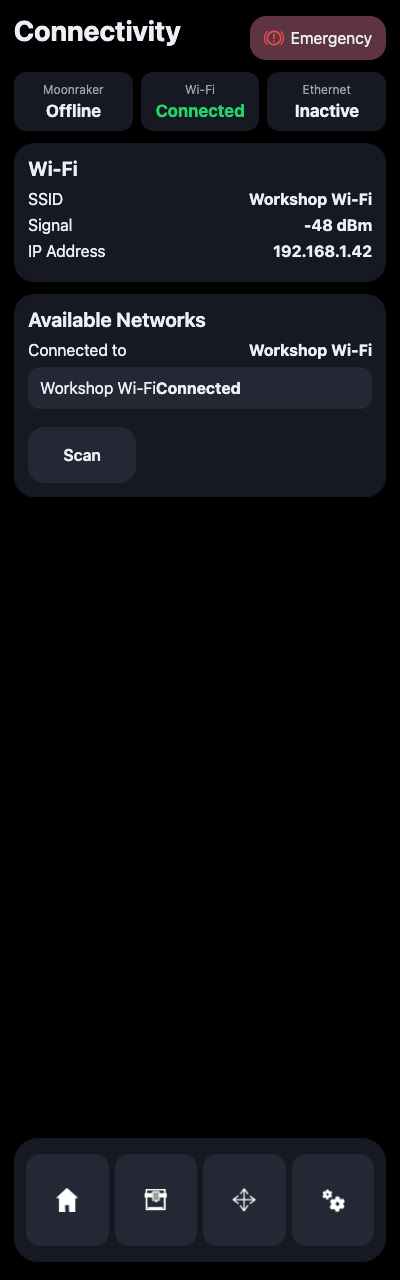 Connectivity
Emergency
Moonraker
Offline
Wi-Fi
Connected
Ethernet
Inactive
Wi-Fi
SSID Workshop Wi-Fi
Signal -48 dBm
IP Address 192.168.1.42
Available Networks
Connected to Workshop Wi-Fi
Workshop Wi-FiConnected
Scan